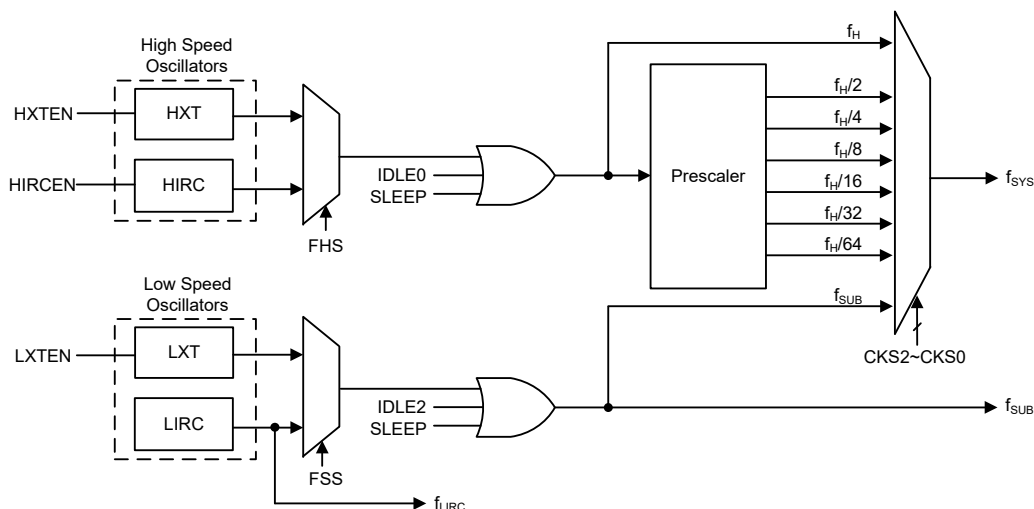 High Speed
Oscillators
HXTEN
HXT
HIRCEN
HIRC
FHS
IDLE0
SLEEP
Prescaler
fH
fH/2
fH/4
fH/8
fH/16
fH/32
fH/64
fSUB
CKS2~CKS0
fSYS
Low Speed
Oscillators
LXTEN
LXT
LIRC
FSS
IDLE2
SLEEP
fSUB
fLIRC